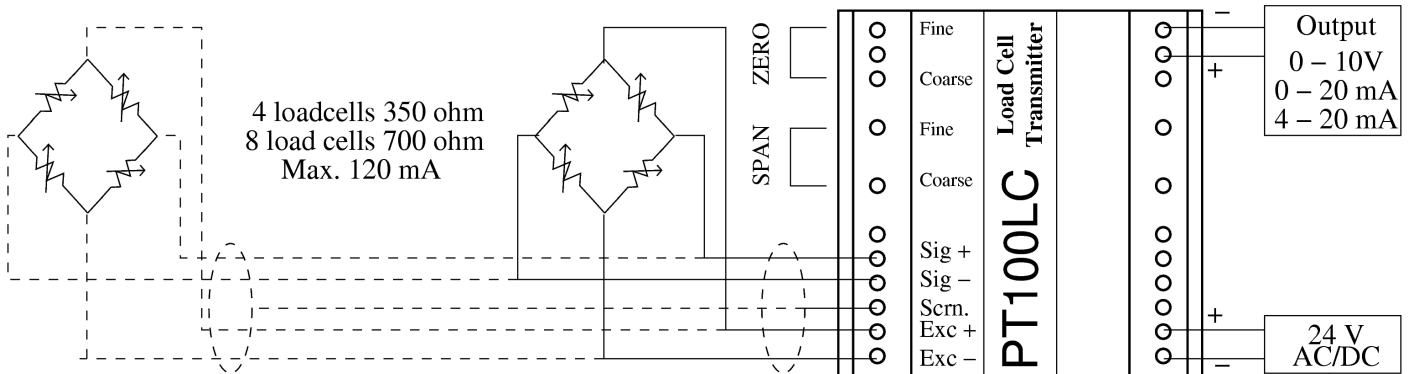 4 loadcells 350 ohm
8 load cells 700 ohm
Max. 120 mA
ZERO
SPAN
Fine
Coarse
Fine
Coarse
Sig +
Sig –
Scrn.
Exc +
Exc –
Load Cell
Transmitter
PT100LC
–
+
Output
0 – 10V
0 – 20 mA
4 – 20 mA
+
–
24 V
AC/DC